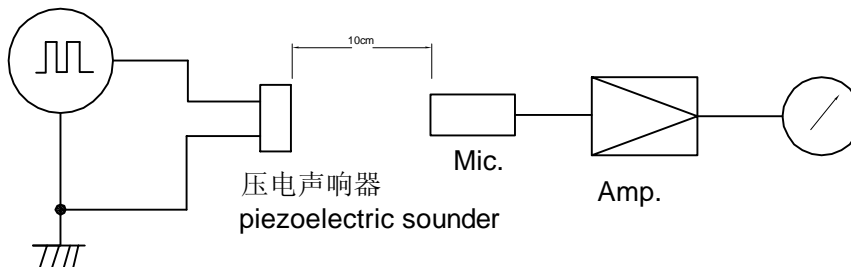 10cm
压电声响器
piezoelectric sounder
Mic.
Amp.